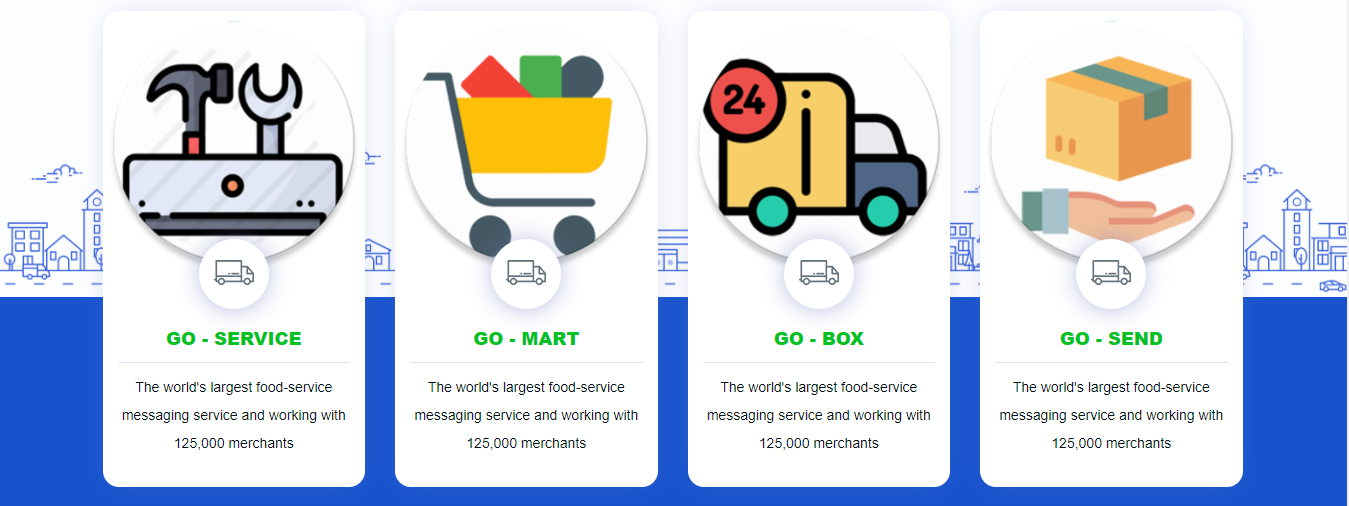 24
GO - SERVICE
The world's largest food-service
messaging service and working with
125,000 merchants
GO - MART
The world's largest food-service
messaging service and working with
125,000 merchants
GO - BOX
The world's largest food-service
messaging service and working with
125,000 merchants
GO - SEND
The world's largest food-service
messaging service and working with
125,000 merchants